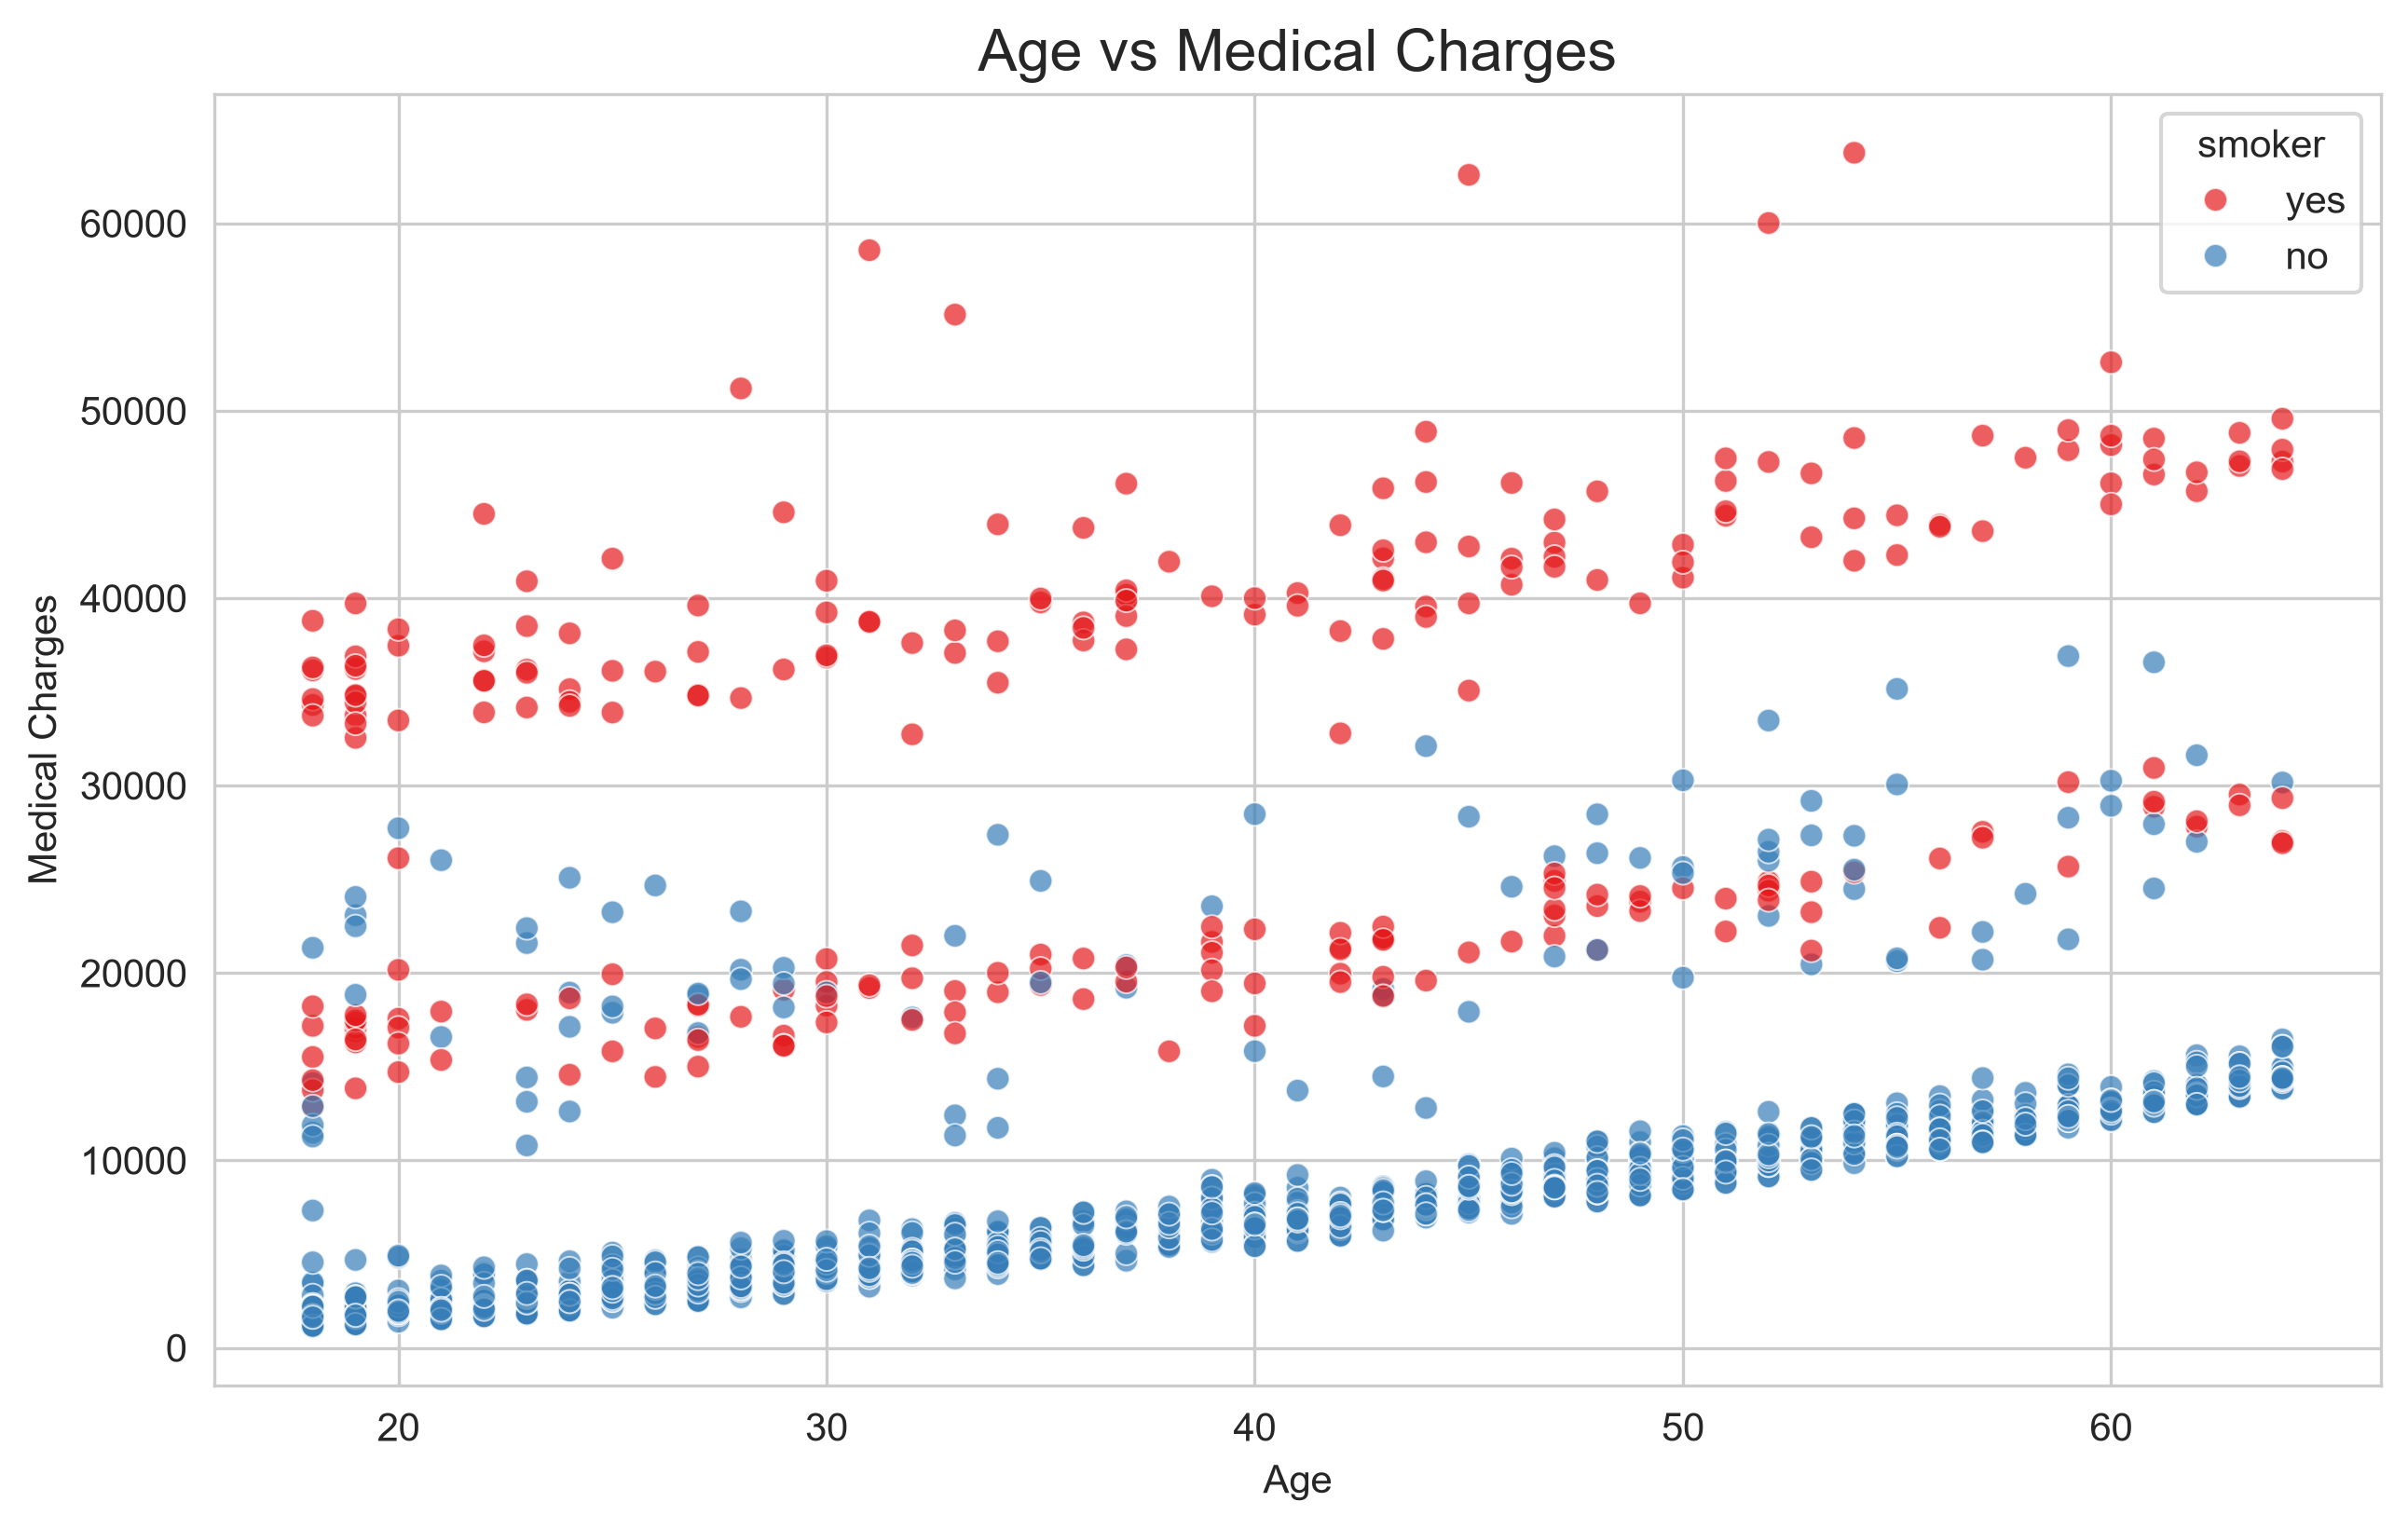 Age vs Medical Charges
smoker
yes
no
60000
50000
40000
30000
20000
10000
0
Medical Charges
20 30 40 50 60
Age